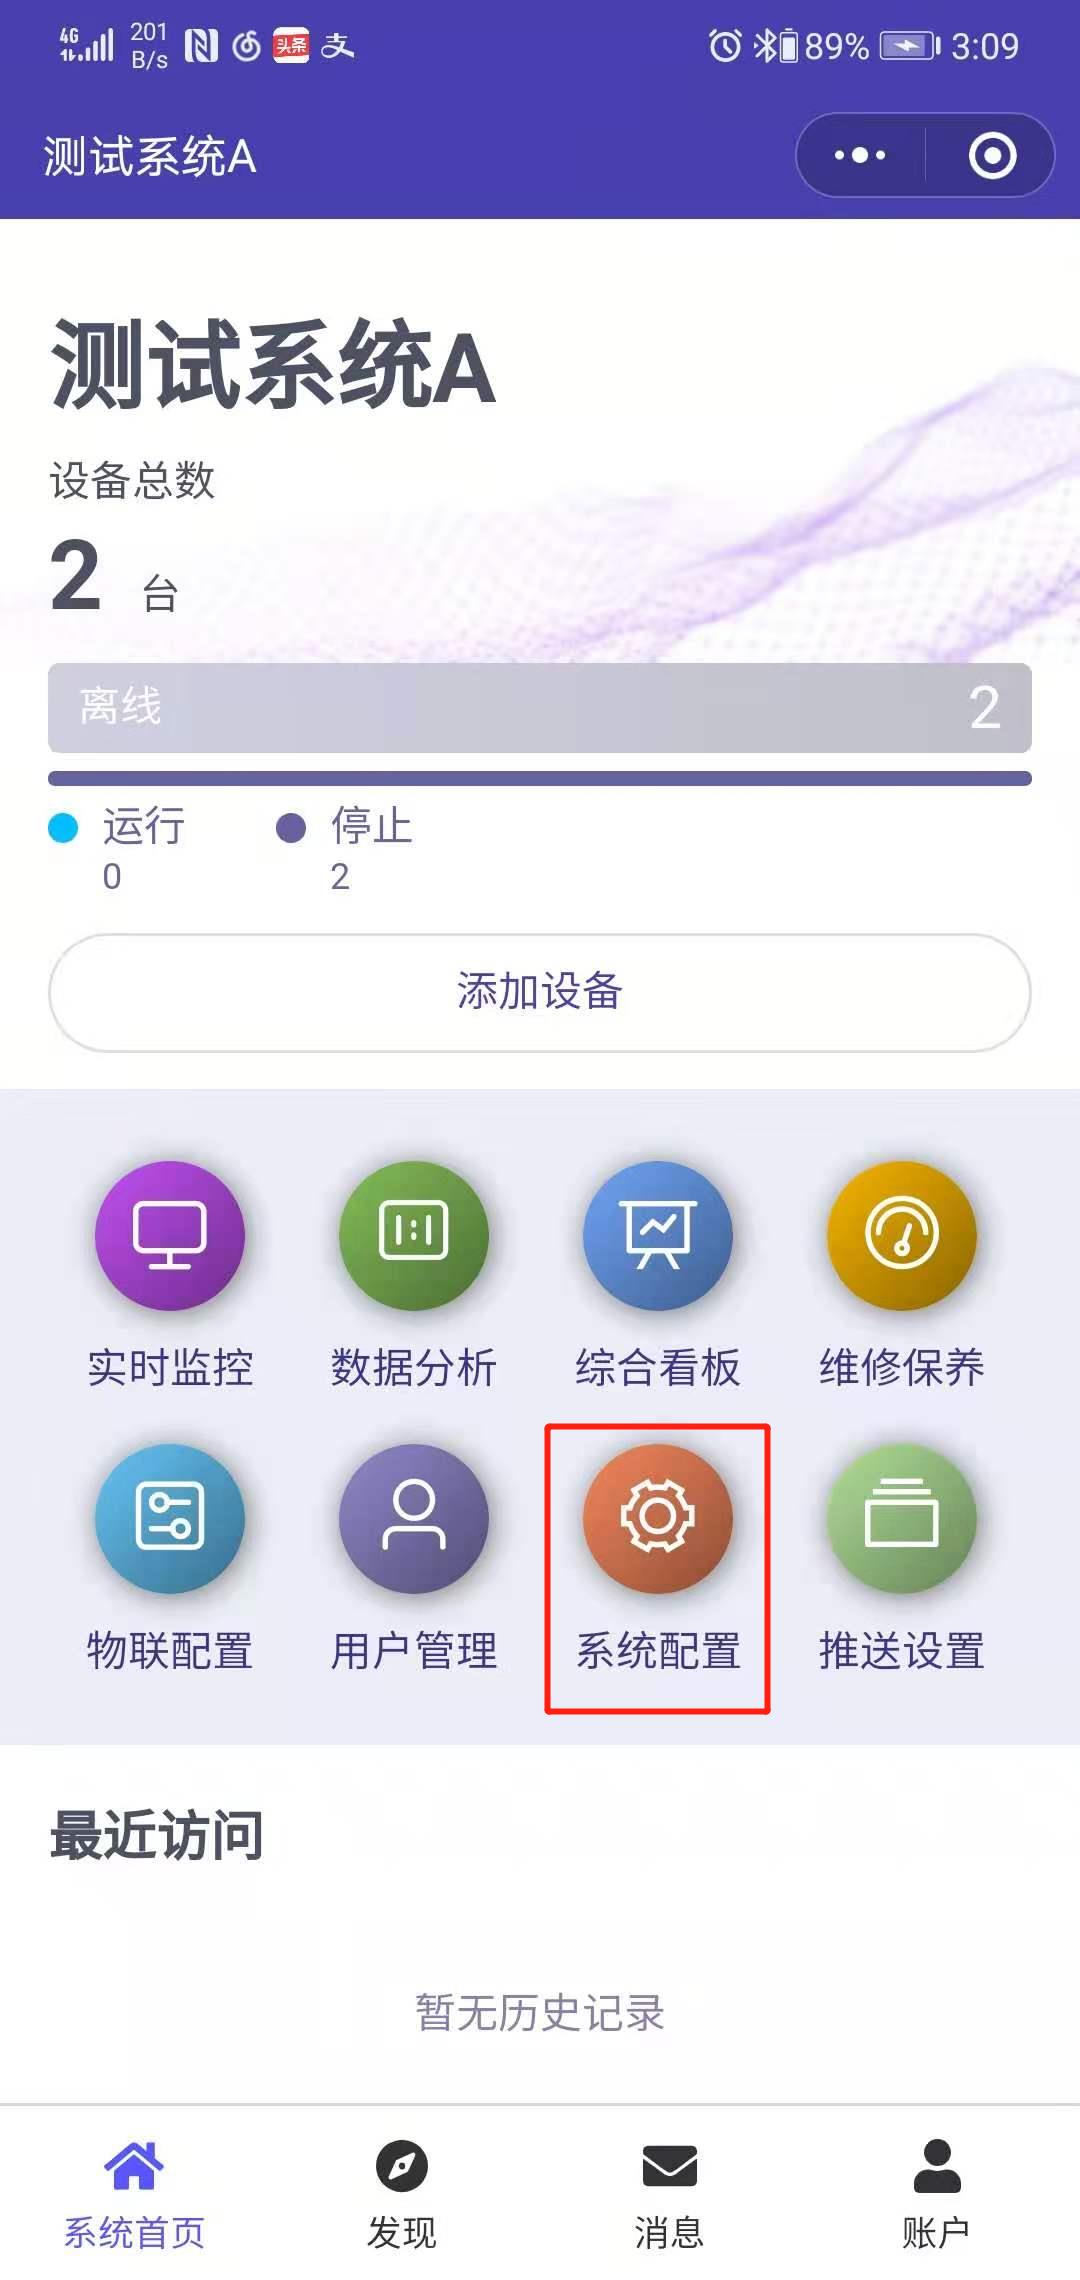 4G 201 B/s 头条 支 89% 3:09
测试系统A
测试系统A
设备总数
2 台
离线 2
运行 停止
0 2
添加设备
实时监控 数据分析 综合看板 维修保养
物联配置 用户管理 系统配置 推送设置
最近访问
暂无历史记录
系统首页 发现 消息 账户